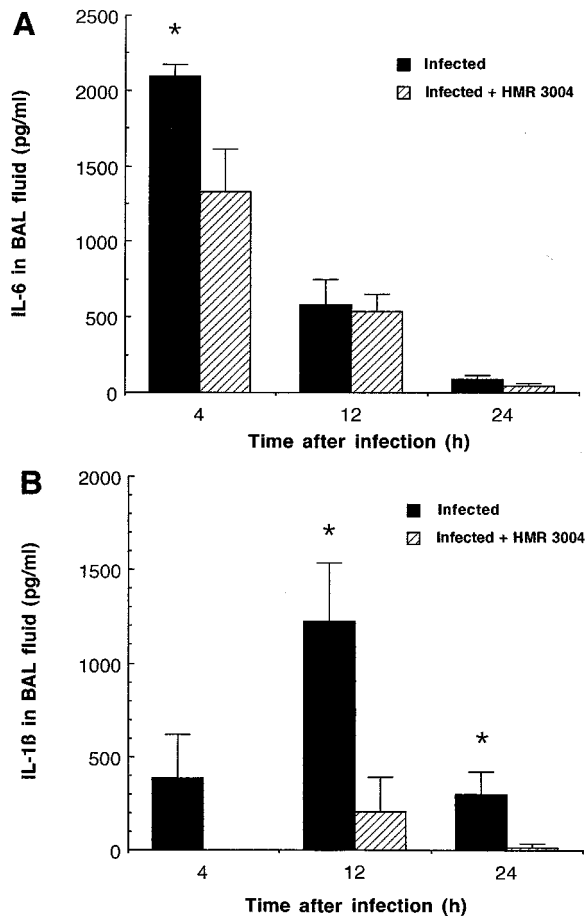 A
IL-6 in BAL fluid (pg/ml)
2500
2000
1500
1000
500
0
*
Infected
Infected + HMR 3004
4 12 24
Time after infection (h)
B
IL-1ß in BAL fluid (pg/ml)
2000
1500
1000
500
0
*
*
Infected
Infected + HMR 3004
4 12 24
Time after infection (h)